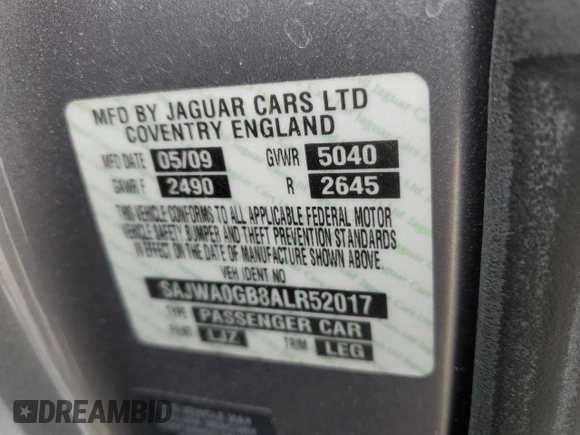 MFD BY JAGUAR CARS LTD
COVENTRY ENGLAND
MFD DATE 05/09 GVWR 5040
GAWR F 2490 R 2645
THIS VEHICLE CONFORMS TO ALL APPLICABLE FEDERAL MOTOR
VEHICLE SAFETY BUMPER AND THEFT PREVENTION STANDARDS
IN EFFECT ON THE DATE OF MANUFACTURE SHOWN ABOVE
VEH IDENT NO
SAJWA0GB8ALR52017
TYPE PASSENGER CAR
PAINT LJZ TRIM LEG
DREAMBID